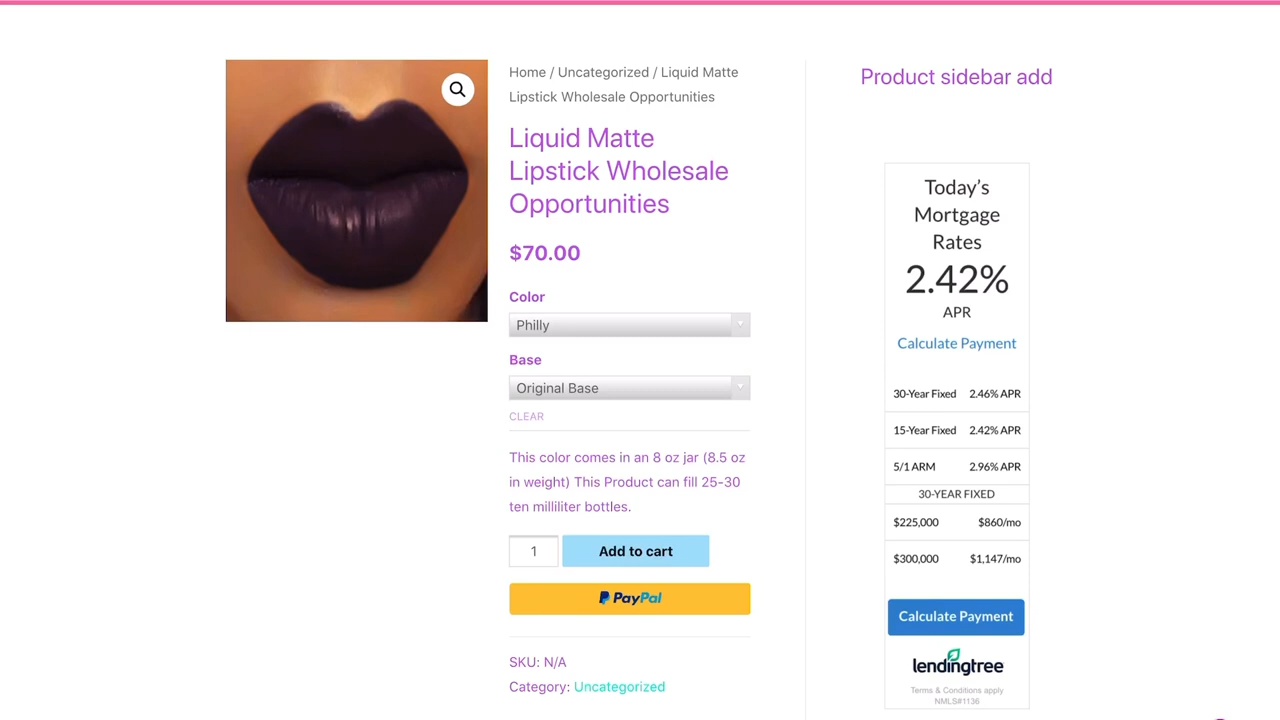 Home / Uncategorized / Liquid Matte
Lipstick Wholesale Opportunities
Liquid Matte
Lipstick Wholesale
Opportunities
$70.00
Color
Philly
Base
Original Base
CLEAR
This color comes in an 8 oz jar (8.5 oz
in weight) This Product can fill 25-30
ten milliliter bottles.
1
Add to cart
PayPal
SKU: N/A
Category: Uncategorized
Product sidebar add
Today's
Mortgage
Rates
2.42%
APR
Calculate Payment
30-Year Fixed 2.46% APR
15-Year Fixed 2.42% APR
5/1 ARM 2.96% APR
30-YEAR FIXED
$225,000 $860/mo
$300,000 $1,147/mo
Calculate Payment
lendingtree
Terms & Conditions apply
NMLS#1136